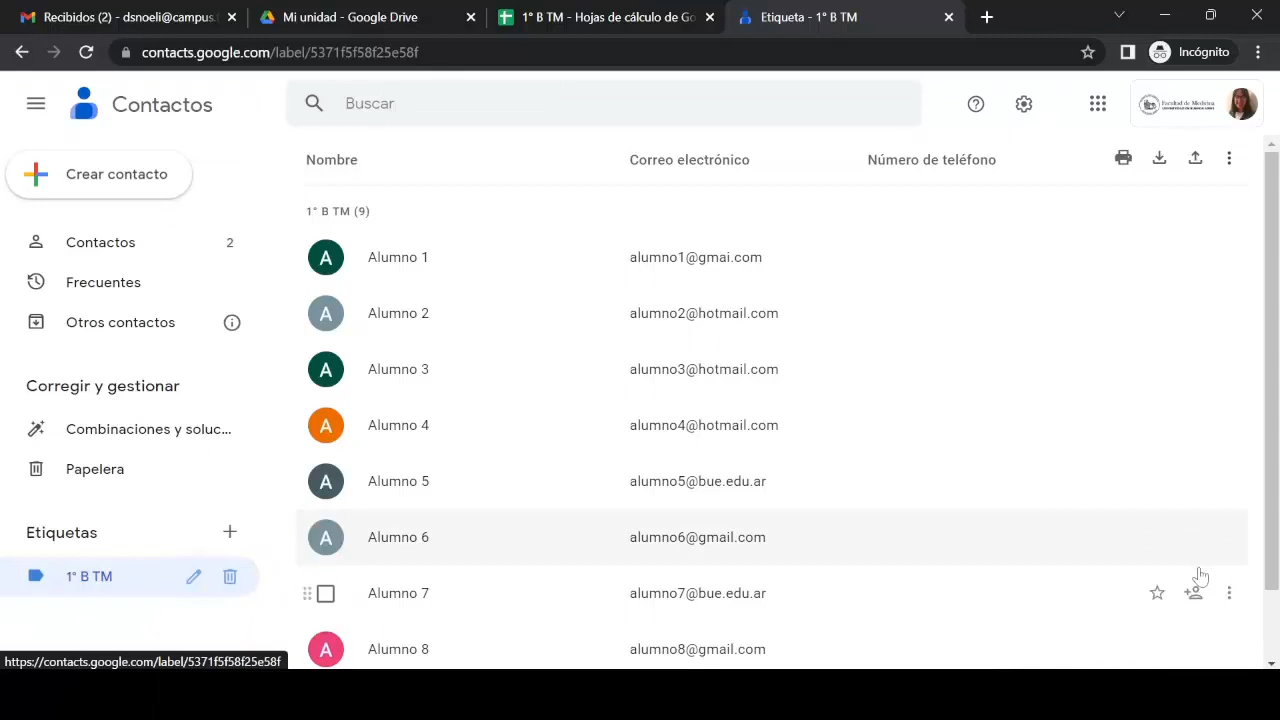 Recibidos (2) - dsnoeli@campus.
Mi unidad - Google Drive
1° B TM - Hojas de cálculo de Go
Etiqueta - 1° B TM
contacts.google.com/label/5371f5f58f25e58f
Incógnito
Contactos
Buscar
Facultad de Medicina
Crear contacto
Nombre
Correo electrónico
Número de teléfono
1° B TM (9)
Contactos
2
Frecuentes
Otros contactos
Corregir y gestionar
Combinaciones y soluc...
Papelera
Etiquetas
1° B TM
A
Alumno 1
alumno1@gmai.com
A
Alumno 2
alumno2@hotmail.com
A
Alumno 3
alumno3@hotmail.com
A
Alumno 4
alumno4@hotmail.com
A
Alumno 5
alumno5@bue.edu.ar
A
Alumno 6
alumno6@gmail.com
Alumno 7
alumno7@bue.edu.ar
A
Alumno 8
alumno8@gmail.com
https://contacts.google.com/label/5371f5f58f25e58f